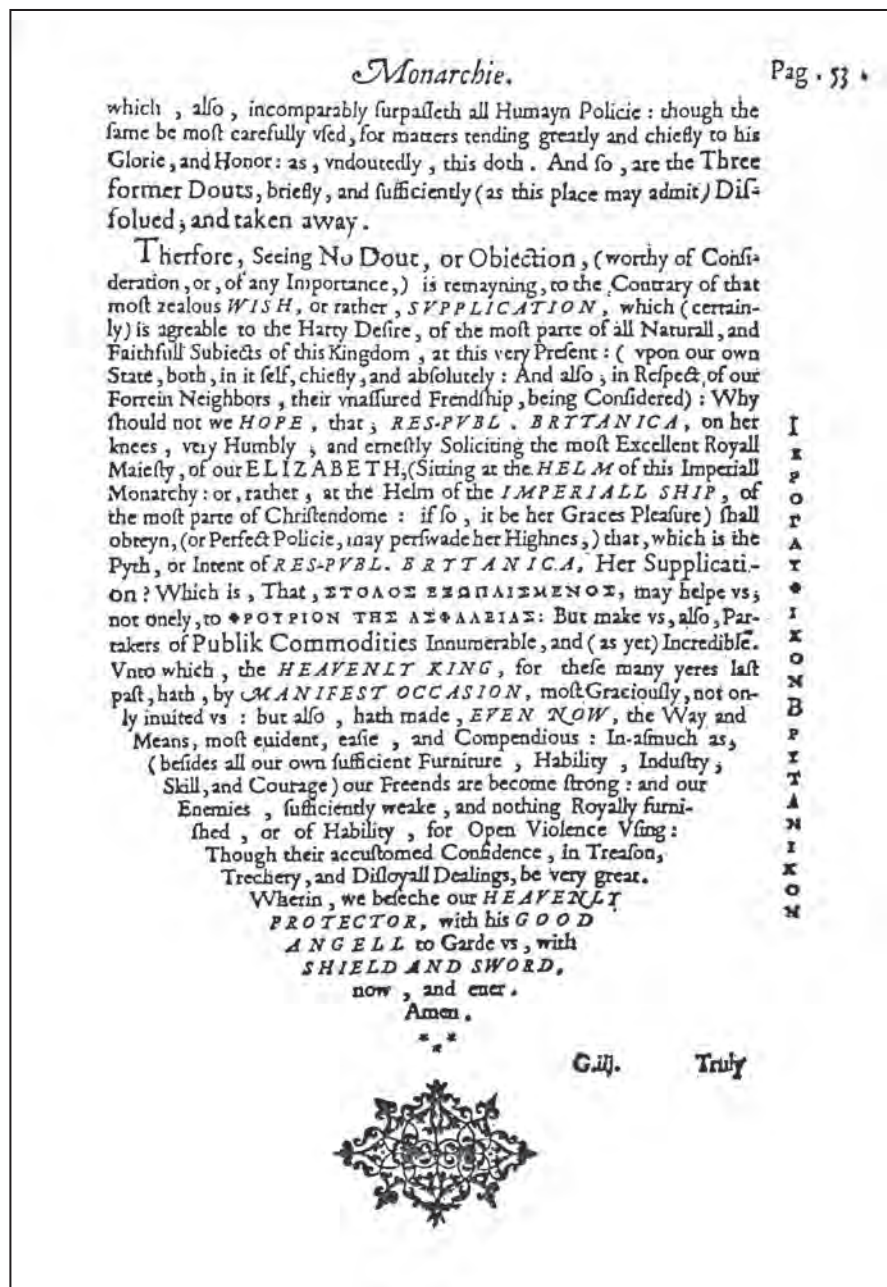 Monarchie. Pag. 53.
which, alſo, incomparably ſurpaſſeth all Humayn Policie: though the
ſame be moſt carefully vſed, for matters tending greatly and chiefly to his
Glorie, and Honor: as, vndoutedly, this doth. And ſo, are the Three
former Douts, briefly, and ſufficiently (as this place may admit) Diſ-
ſolued, and taken away.
Therfore, Seeing No Dout, or Obiection, (worthy of Conſi-
deration, or, of any Importance,) is remayning, to the Contrary of that
moſt zealous WISH, or rather, SVPPLICATION, which (certain-
ly) is agreable to the Harty Deſire, of the moſt parte of all Naturall, and
Faithfull Subiects of this Kingdom, at this very Preſent: (vpon our own
State, both, in it ſelf, chiefly, and abſolutely: And alſo, in Reſpect, of our
Forrein Neighbors, their vnaſſured Frendſhip, being Conſidered): Why
ſhould not we HOPE, that, RES-PVBL. BRYTANICA, on her
knees, very Humbly, and erneſtly Soliciting the moſt Excellent Royall
Maieſty, of our ELIZABETH, (Sitting at the HELM of this Imperiall
Monarchy: or, rather, at the Helm of the IMPERIALL SHIP, of
the moſt parte of Chriſtendome: if ſo, it be her Graces Pleaſure) ſhall
obteyn, (or Perfect Policie, may perſwade her Highnes,) that, which is the
Pyth, or Intent of RES-PVBL. BRYTANICA, Her Supplicati-
on? Which is, That, ΣΤΟΛΟΣ ΕΞΩΠΛΙΣΜΕΝΟΣ, may helpe vs,
not onely, to ΦΡΟΥΡΙΟΝ ΤΗΣ ΑΣΦΑΛΕΙΑΣ: But make vs, alſo, Par-
takers of Publik Commodities Innumerable, and (as yet) Incredible.
Vnto which, the HEAVENLY KING, for theſe many yeres laſt
paſt, hath, by MANIFEST OCCASION, moſt Graciouſly, not on-
ly inuited vs: but alſo, hath made, EVEN NOW, the Way and
Means, moſt euident, eaſie, and Compendious: In-aſmuch as,
(beſides all our own ſufficient Furniture, Hability, Induſtry,
Skill, and Courage) our Freends are become ſtrong: and our
Enemies, ſufficiently weake, and nothing Royally furni-
ſhed, or of Hability, for Open Violence Vſing:
Though their accuſtomed Confidence, in Treaſon,
Trechery, and Diſloyall Dealings, be very great.
Wherin, we beſeche our HEAVENLY
PROTECTOR, with his GOOD
ANGELL to Garde vs, with
SHIELD AND SWORD,
now, and euer.
Amen.
G.iij. Truly
ΙΕΡΟΓΛΥΦΙΚΟΝ ΒΡΥΤΑΝΙΚΟΝ